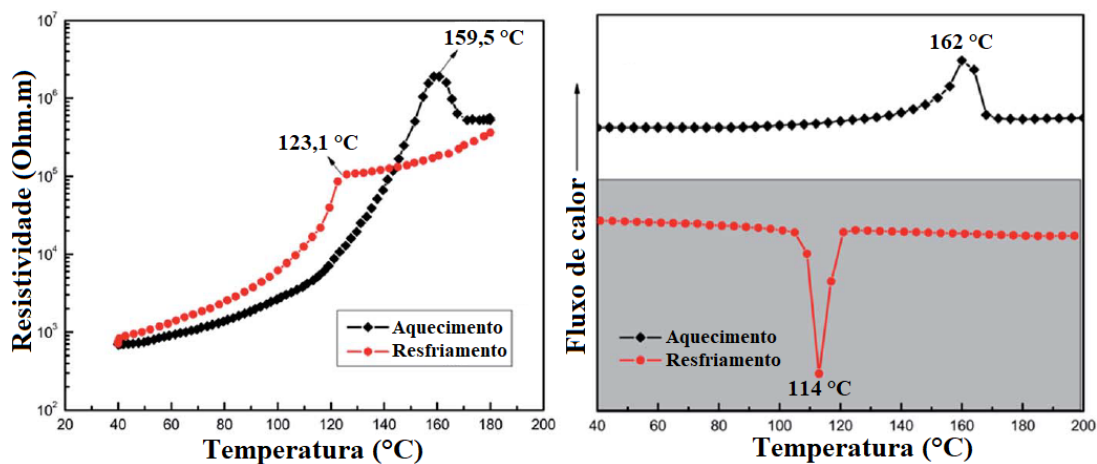 Resistividade (Ohm.m)
10⁷
10⁶
10⁵
10⁴
10³
10²
159,5 °C
123,1 °C
Aquecimento
Resfriamento
20 40 60 80 100 120 140 160 180 200
Temperatura (°C)
Fluxo de calor
162 °C
Aquecimento
Resfriamento
114 °C
40 60 80 100 120 140 160 180 200
Temperatura (°C)